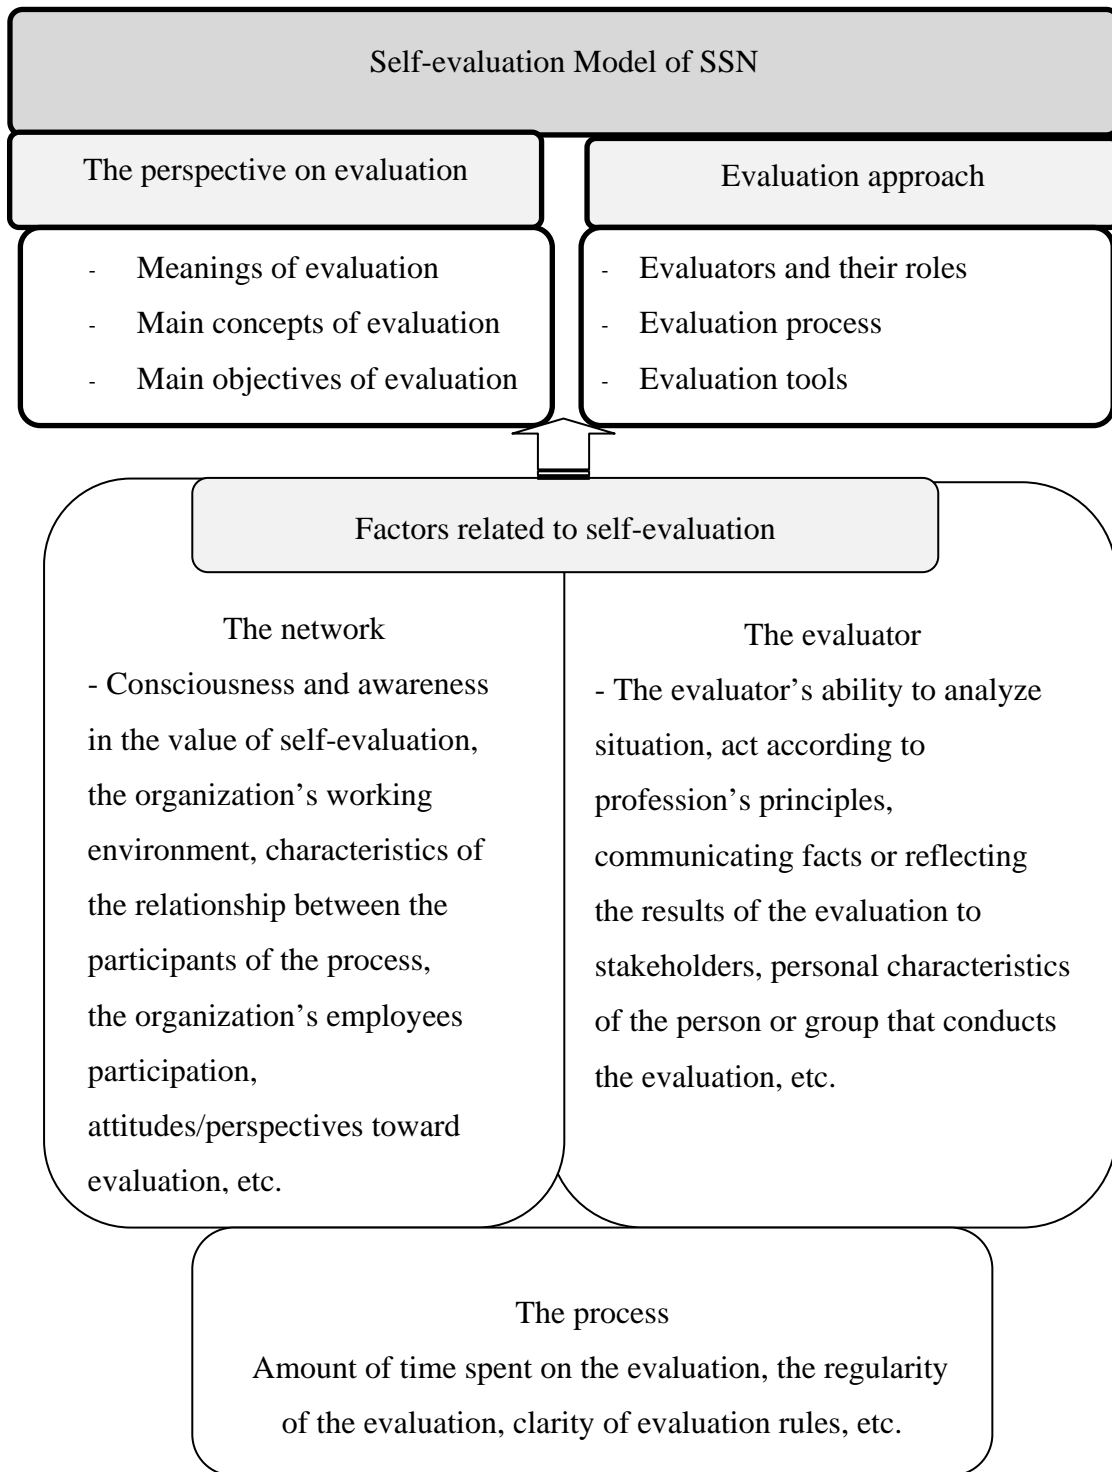 Self-evaluation Model of SSN
The perspective on evaluation
- Meanings of evaluation
- Main concepts of evaluation
- Main objectives of evaluation
Evaluation approach
- Evaluators and their roles
- Evaluation process
- Evaluation tools
Factors related to self-evaluation
The network
- Consciousness and awareness
in the value of self-evaluation,
the organization’s working
environment, characteristics of
the relationship between the
participants of the process,
the organization’s employees
participation,
attitudes/perspectives toward
evaluation, etc.
The evaluator
- The evaluator’s ability to analyze
situation, act according to
profession’s principles,
communicating facts or reflecting
the results of the evaluation to
stakeholders, personal characteristics
of the person or group that conducts
the evaluation, etc.
The process
Amount of time spent on the evaluation, the regularity
of the evaluation, clarity of evaluation rules, etc.